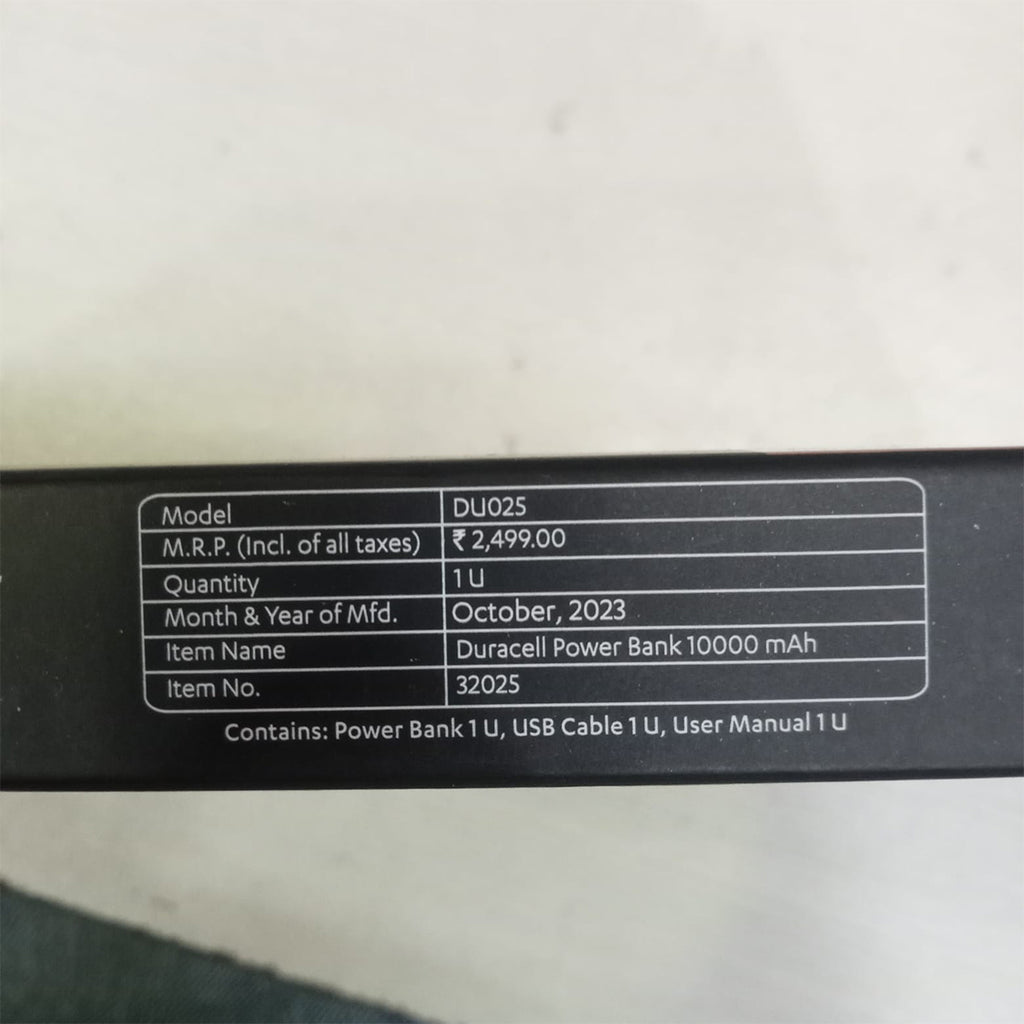 Model DU025
M.R.P. (Incl. of all taxes) ₹ 2,499.00
Quantity 1 U
Month & Year of Mfd. October, 2023
Item Name Duracell Power Bank 10000 mAh
Item No. 32025
Contains: Power Bank 1 U, USB Cable 1 U, User Manual 1 U